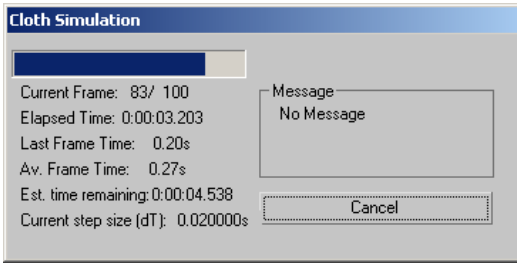 Cloth Simulation
Current Frame: 83/ 100
Elapsed Time: 0:00:03.203
Last Frame Time: 0.20s
Av. Frame Time: 0.27s
Est. time remaining: 0:00:04.538
Current step size (dT): 0.020000s
Message
No Message
Cancel